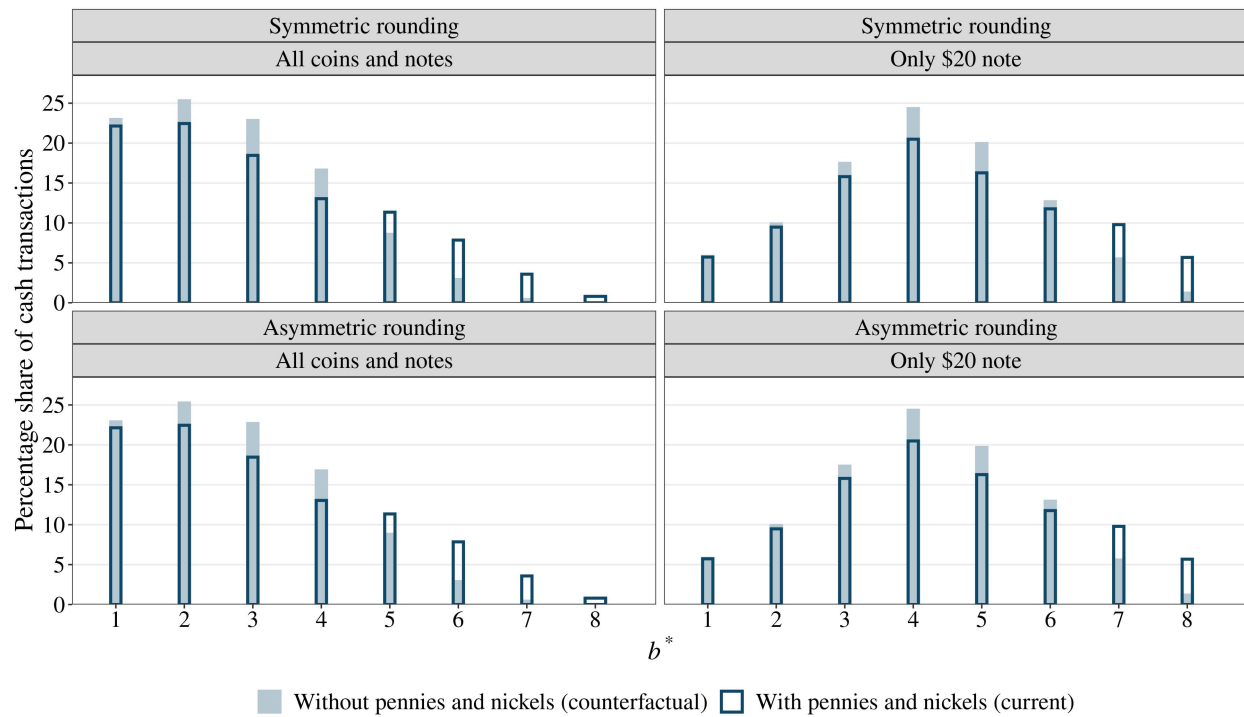 Symmetric rounding
All coins and notes
Symmetric rounding
Only $20 note
Percentage share of cash transactions
25
20
15
10
5
0
Asymmetric rounding
All coins and notes
Asymmetric rounding
Only $20 note
25
20
15
10
5
0
1 2 3 4 5 6 7 8
1 2 3 4 5 6 7 8
b*
Without pennies and nickels (counterfactual)
With pennies and nickels (current)